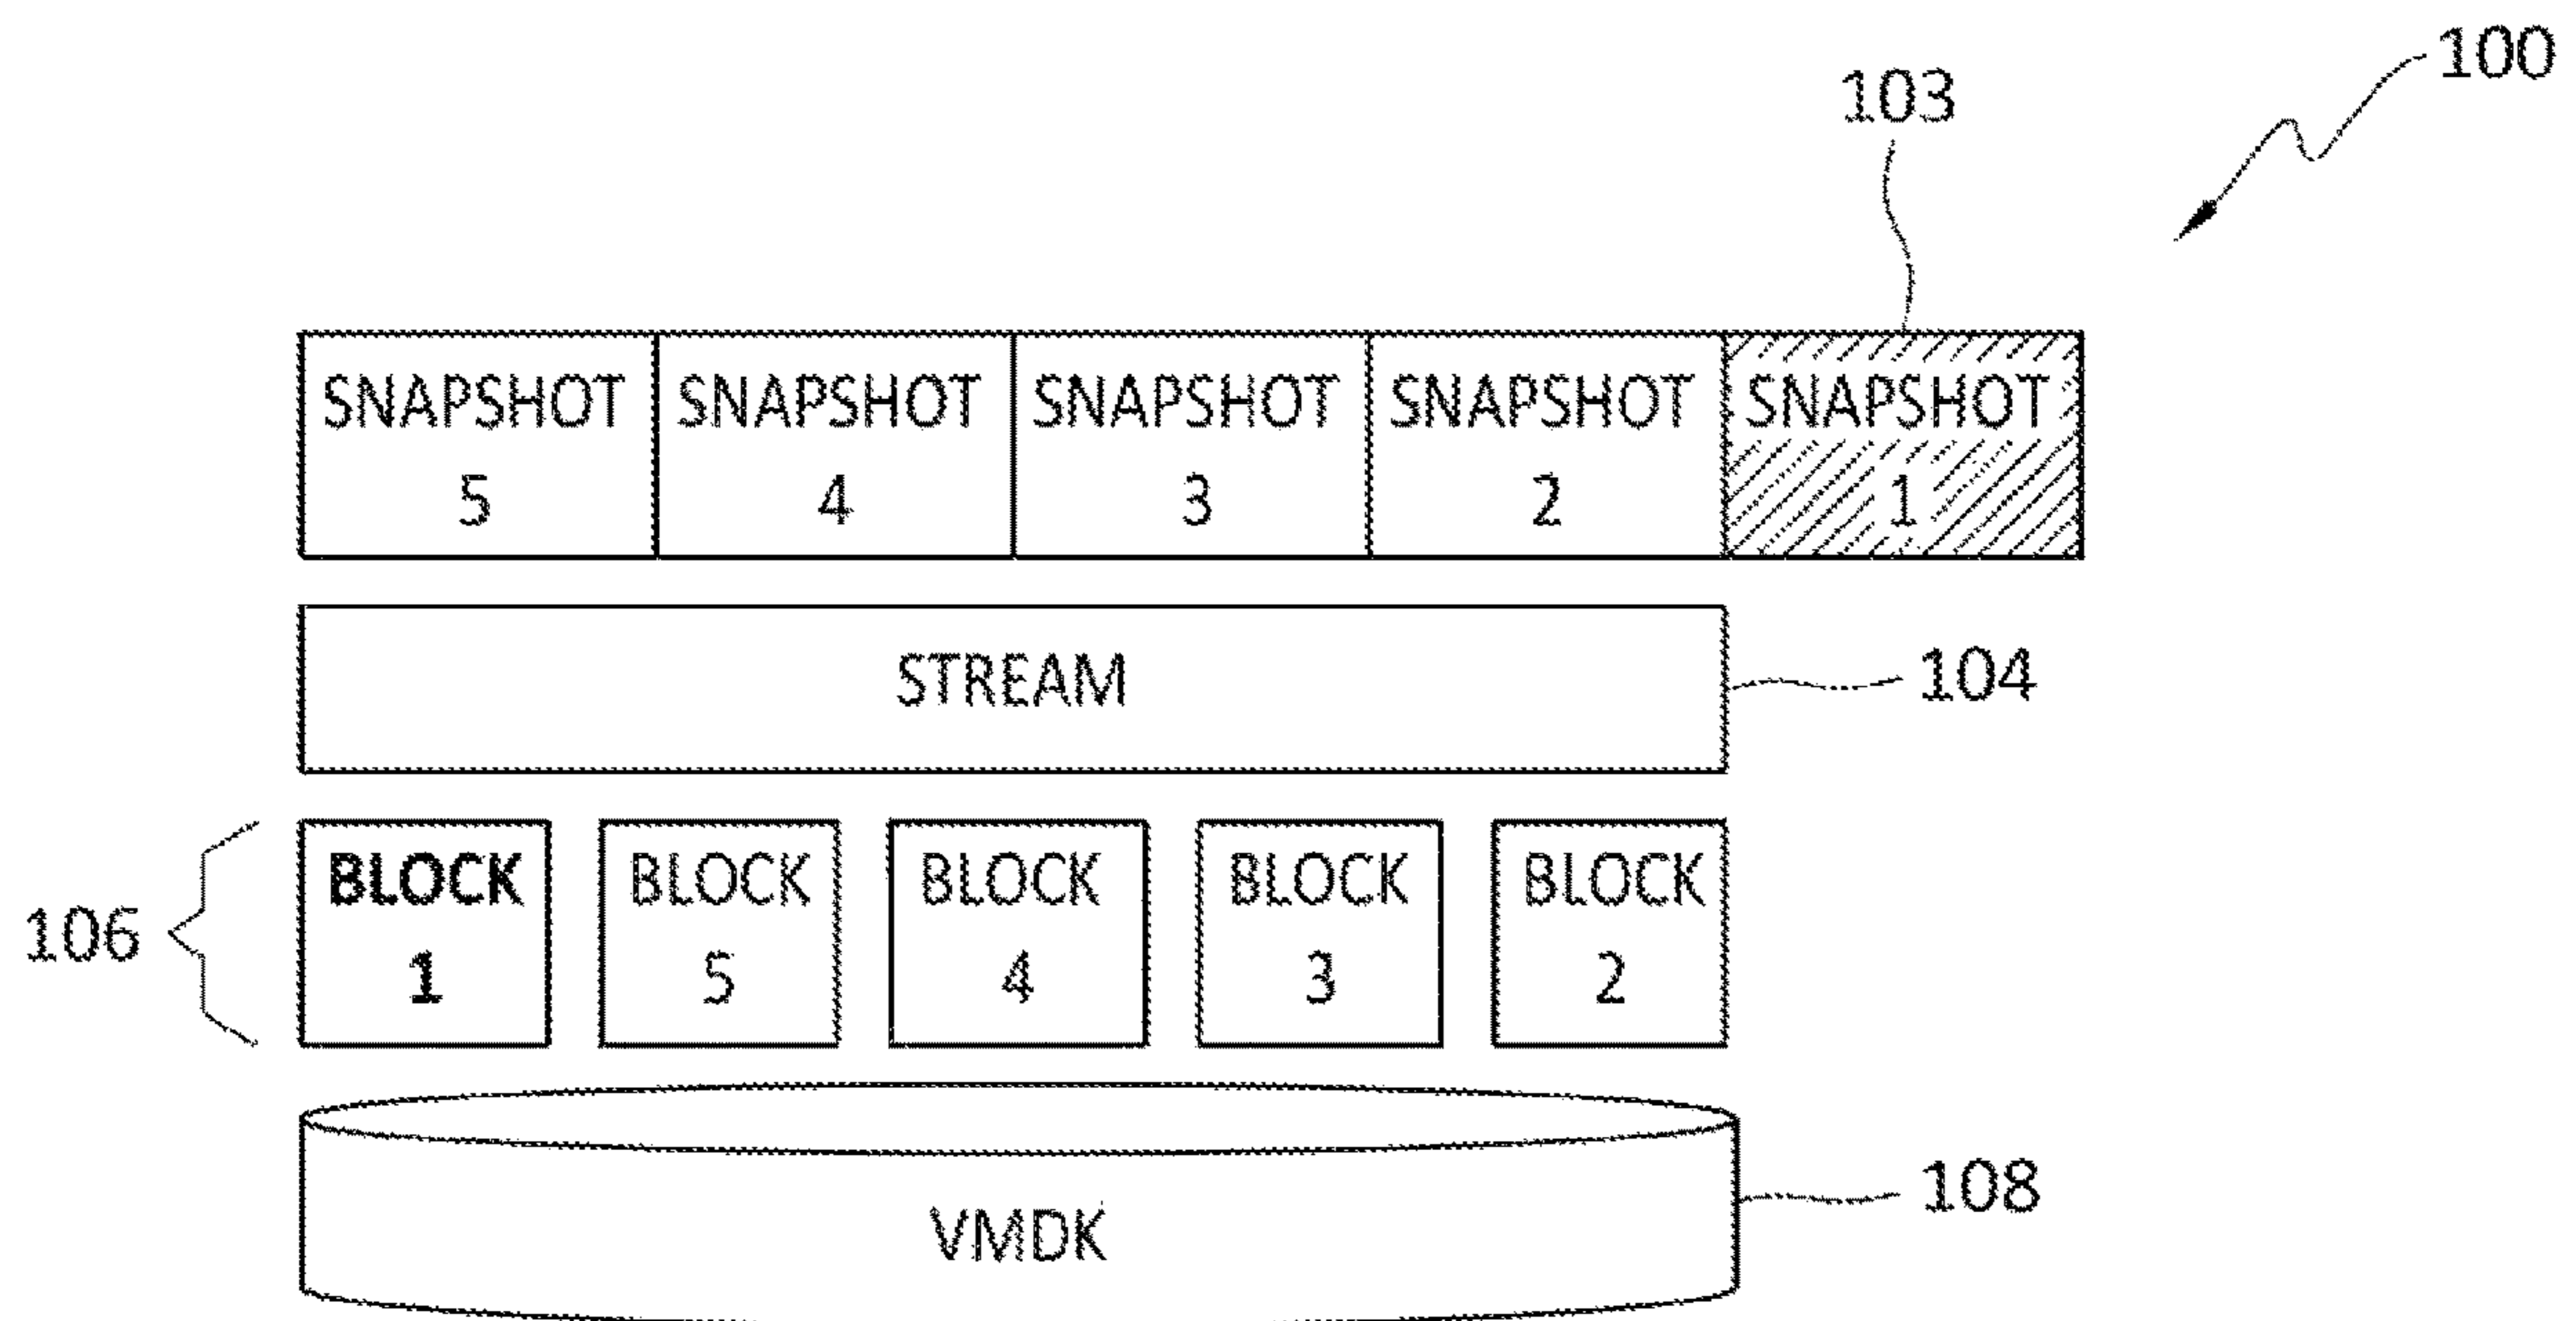 100
103
SNAPSHOT SNAPSHOT SNAPSHOT SNAPSHOT SNAPSHOT
5 4 3 2 1
STREAM 104
BLOCK BLOCK BLOCK BLOCK BLOCK
106
1 5 4 3 2
108
VMDK